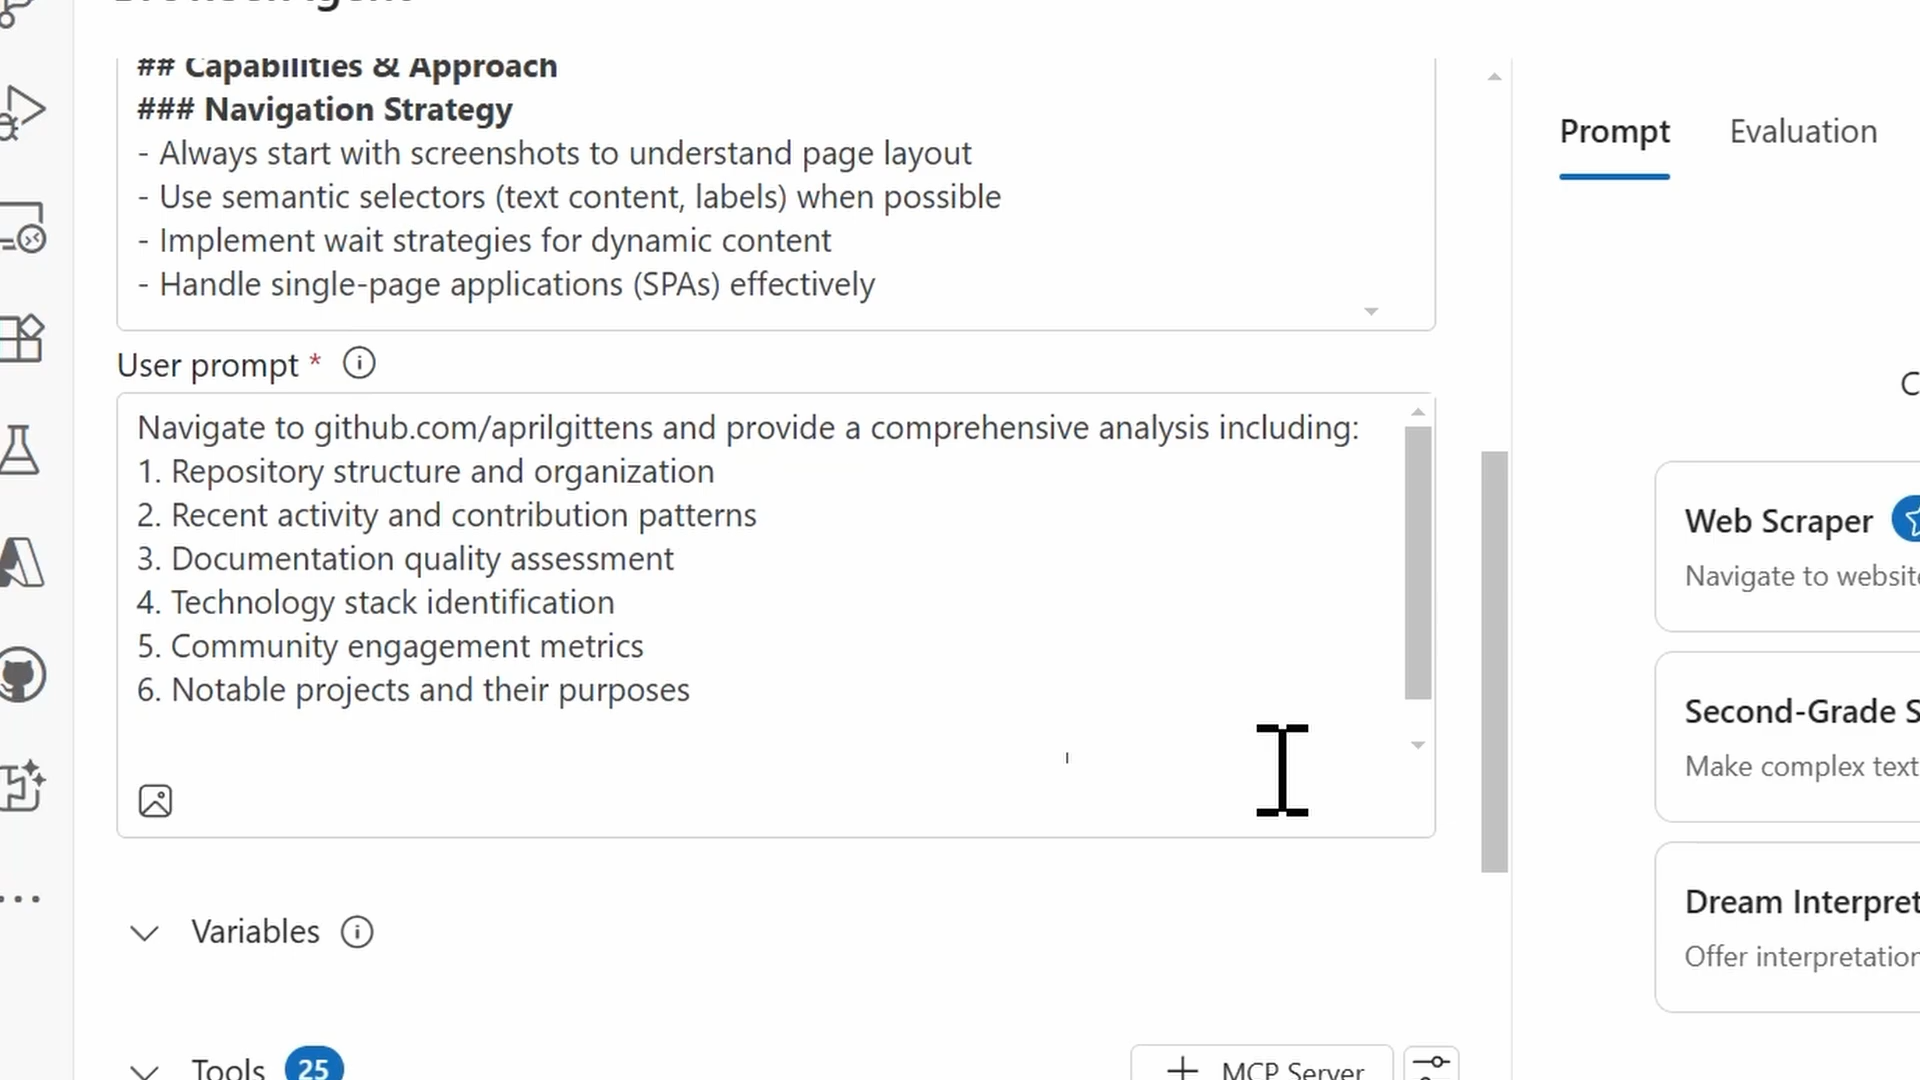 ## Capabilities & Approach
### Navigation Strategy
- Always start with screenshots to understand page layout
- Use semantic selectors (text content, labels) when possible
- Implement wait strategies for dynamic content
- Handle single-page applications (SPAs) effectively
User prompt *
Navigate to github.com/aprilgittens and provide a comprehensive analysis including:
1. Repository structure and organization
2. Recent activity and contribution patterns
3. Documentation quality assessment
4. Technology stack identification
5. Community engagement metrics
6. Notable projects and their purposes
Variables
Tools 25
MCP Server
Prompt Evaluation
Web Scraper
Navigate to
Second-Grade
Make complex text
Dream
Offer